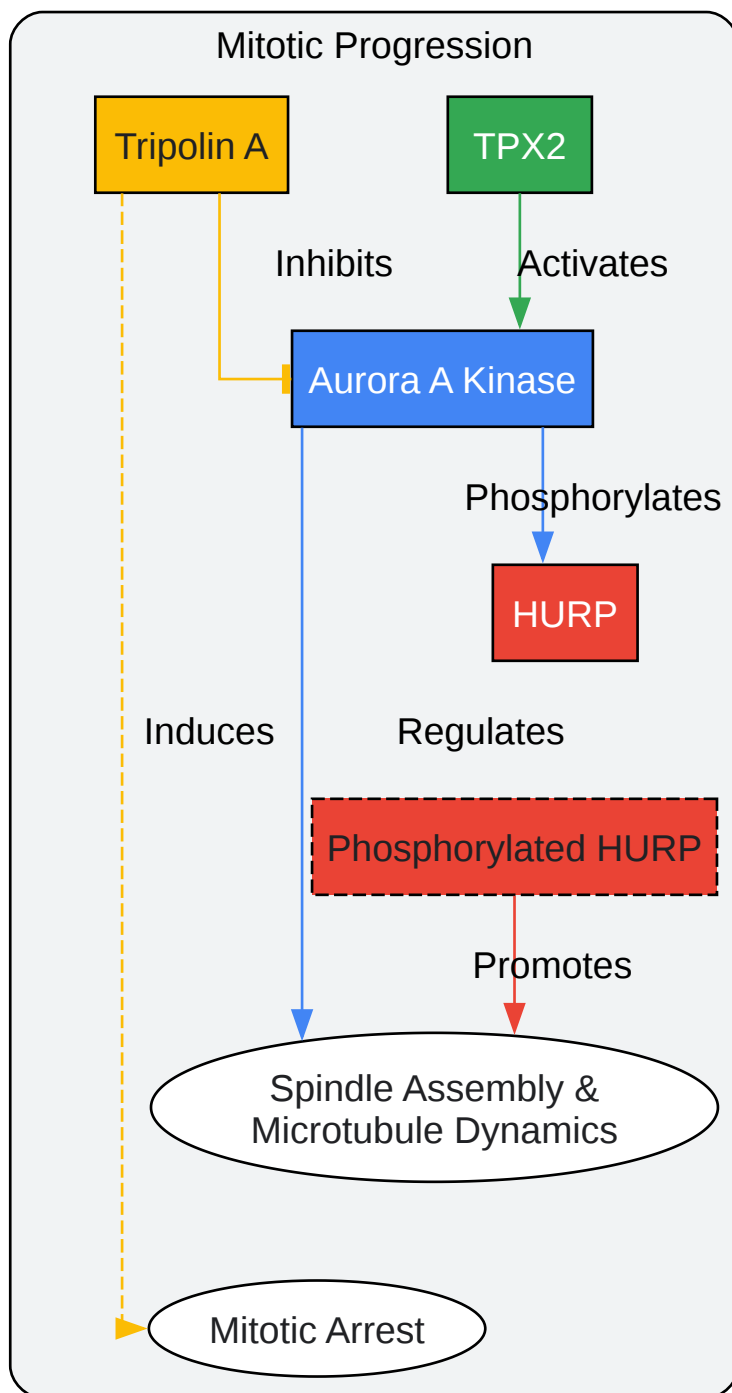 Mitotic Progression
Tripolin A
TPX2
Inhibits
Activates
Aurora A Kinase
Phosphorylates
HURP
Induces
Regulates
Phosphorylated HURP
Promotes
Spindle Assembly &
Microtubule Dynamics
Mitotic Arrest